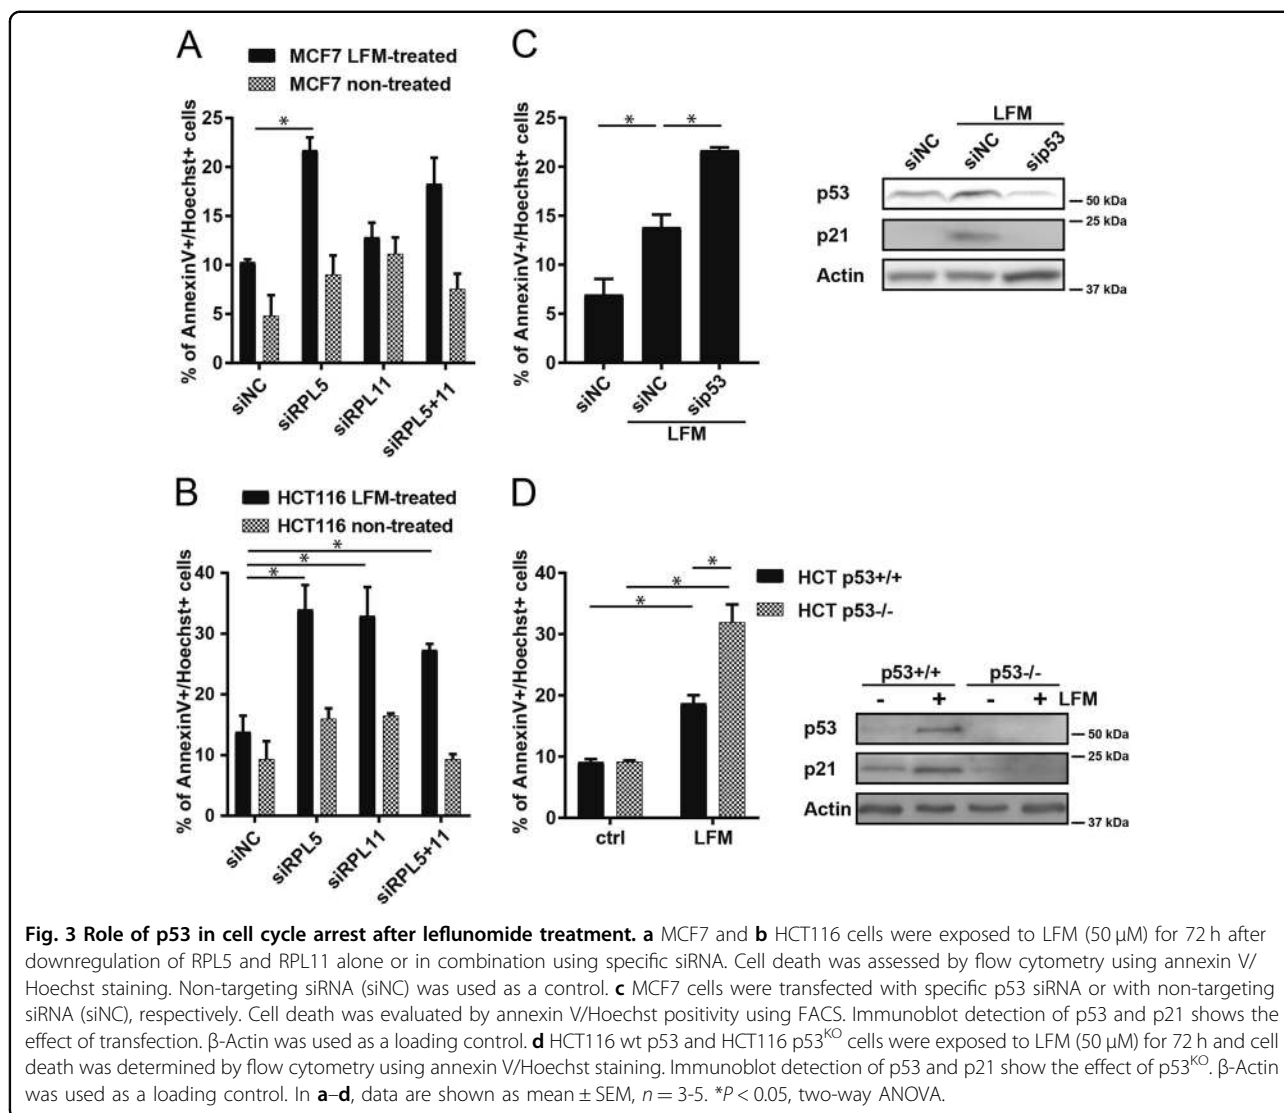 A
MCF7 LFM-treated
MCF7 non-treated
% of AnnexinV+/Hoechst+ cells
25
20
15
10
5
0
*
siNC
siRPL5
siRPL11
siRPL5+11
C
% of AnnexinV+/Hoechst+ cells
25
20
15
10
5
0
* *
siNC
siNC
sip53
LFM
LFM
siNC
siNC
sip53
p53
50 kDa
25 kDa
p21
Actin
37 kDa
B
HCT116 LFM-treated
HCT116 non-treated
% of AnnexinV+/Hoechst+ cells
40
30
20
10
0
*
*
*
siNC
siRPL5
siRPL11
siRPL5+11
D
% of AnnexinV+/Hoechst+ cells
40
30
20
10
0
*
*
*
HCT p53+/+
HCT p53-/-
ctrl LFM
p53+/+ p53-/-
- + - + LFM
p53
50 kDa
25 kDa
p21
Actin
37 kDa
Fig. 3 Role of p53 in cell cycle arrest after leflunomide treatment. a MCF7 and b HCT116 cells were exposed to LFM (50 µM) for 72 h after
downregulation of RPL5 and RPL11 alone or in combination using specific siRNA. Cell death was assessed by flow cytometry using annexin V/
Hoechst staining. Non-targeting siRNA (siNC) was used as a control. c MCF7 cells were transfected with specific p53 siRNA or with non-targeting
siRNA (siNC), respectively. Cell death was evaluated by annexin V/Hoechst positivity using FACS. Immunoblot detection of p53 and p21 shows the
effect of transfection. β-Actin was used as a loading control. d HCT116 wt p53 and HCT116 p53KO cells were exposed to LFM (50 µM) for 72 h and cell
death was determined by flow cytometry using annexin V/Hoechst staining. Immunoblot detection of p53 and p21 show the effect of p53KO. β-Actin
was used as a loading control. In a–d, data are shown as mean ± SEM, n = 3-5. *P < 0.05, two-way ANOVA.